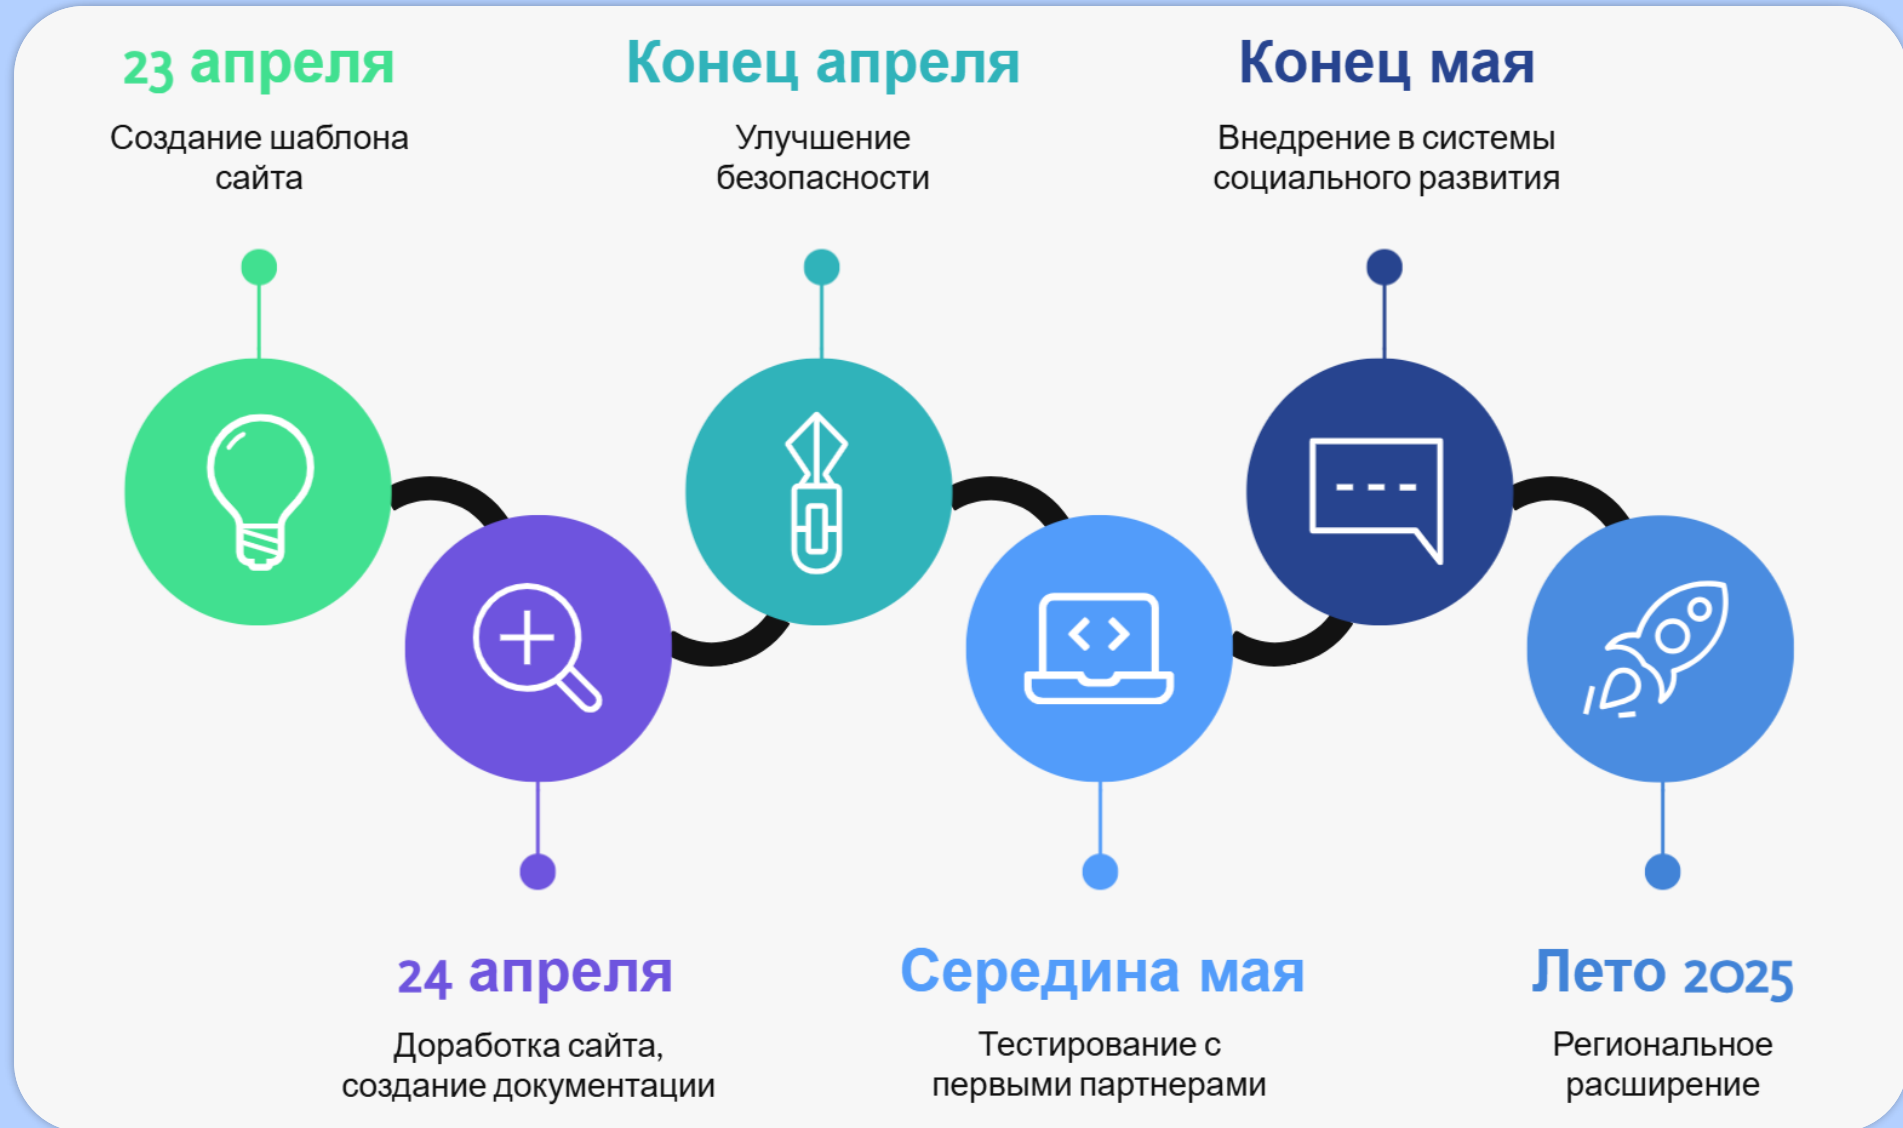 23 апреля
Создание шаблона
сайта
Конец апреля
Улучшение
безопасности
Конец мая
Внедрение в системы
социального развития
24 апреля
Доработка сайта,
создание документации
Середина мая
Тестирование с
первыми партнерами
Лето 2025
Региональное
расширение